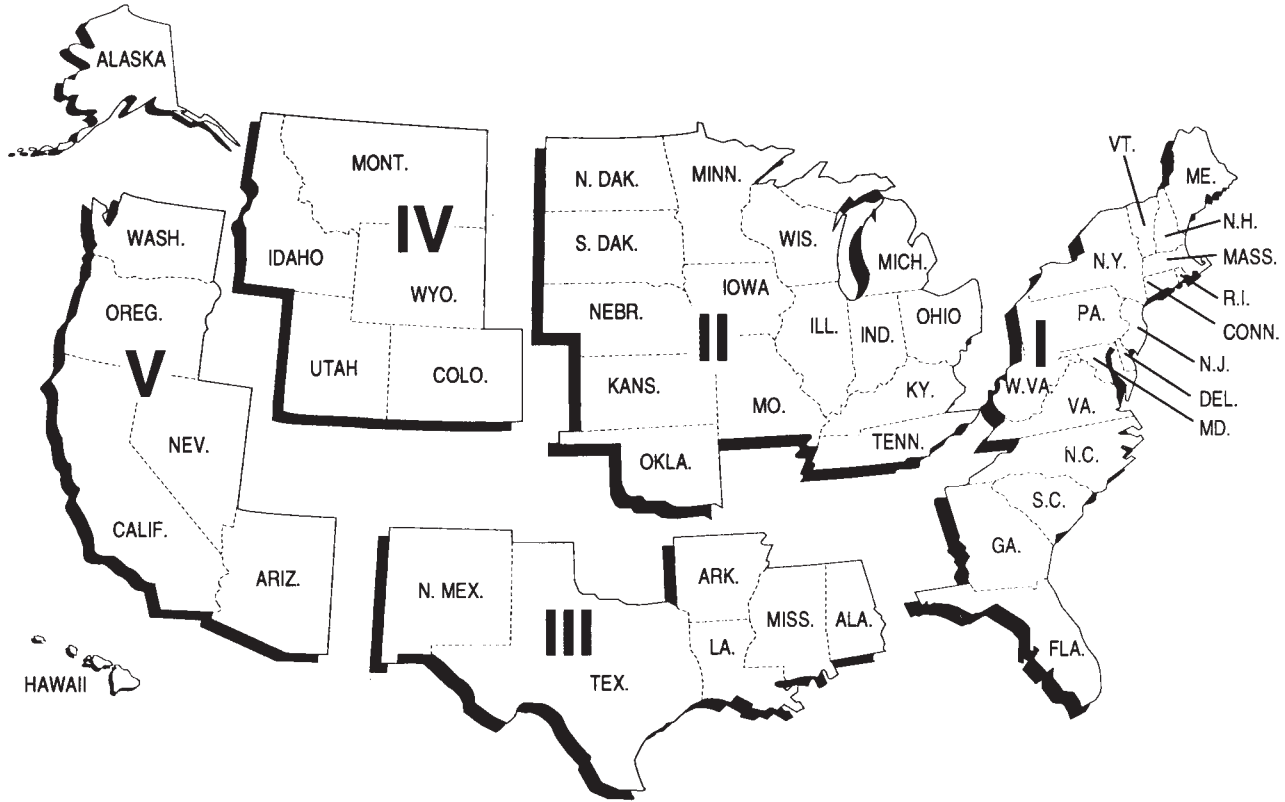 ALASKA
MONT.
IV
IDAHO
WYO.
UTAH
COLO.
WASH.
OREG.
V
NEV.
CALIF.
ARIZ.
HAWAII
N. DAK.
MINN.
S. DAK.
WIS.
MICH.
NEBR.
IOWA
II
ILL.
IND.
OHIO
KANS.
MO.
KY.
OKLA.
TENN.
N. MEX.
III
TEX.
ARK.
LA.
MISS.
ALA.
VT.
ME.
N.H.
MASS.
N.Y.
R.I.
CONN.
PA.
I
N.J.
W.VA.
DEL.
VA.
MD.
N.C.
S.C.
GA.
FLA.